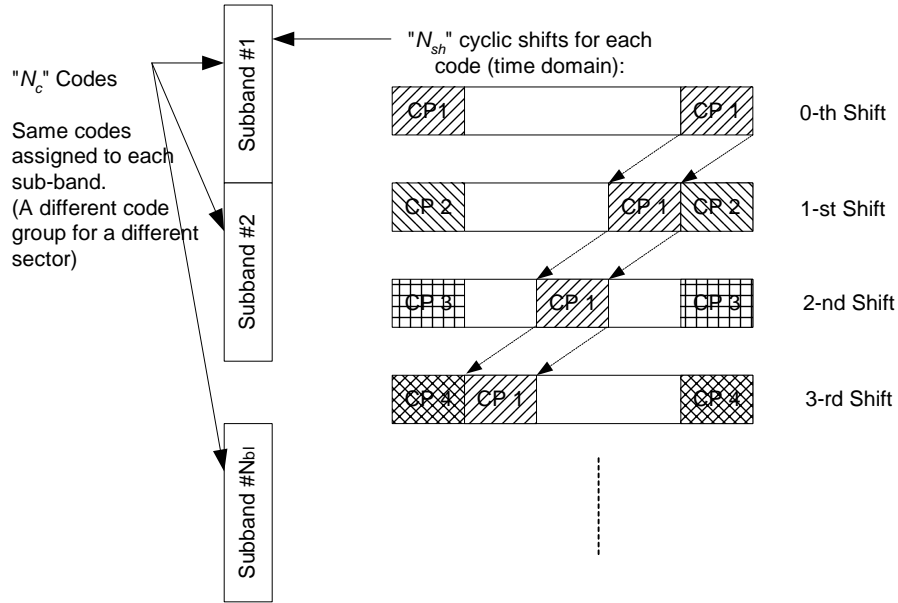 "Nc" Codes
Same codes
assigned to each
sub-band.
(A different code
group for a different
sector)
Subband #1
Subband #2
Subband #Nbl
"Nsh" cyclic shifts for each
code (time domain):
CP1
CP 1
0-th Shift
CP 2
CP 1
CP 2
1-st Shift
CP 3
CP 1
CP 3
2-nd Shift
CP 4
CP 1
CP 4
3-rd Shift